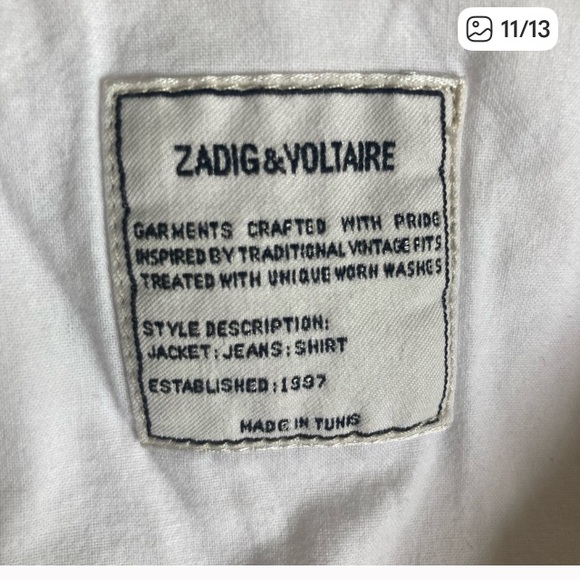 11/13
ZADIG&VOLTAIRE
GARMENTS CRAFTED WITH PRIDE
INSPIRED BY TRADITIONAL VINTAGE FITS
TREATED WITH UNIQUE WORN WASHES
STYLE DESCRIPTION:
JACKET:JEANS:SHIRT
ESTABLISHED:1997
MADE IN TUNIS